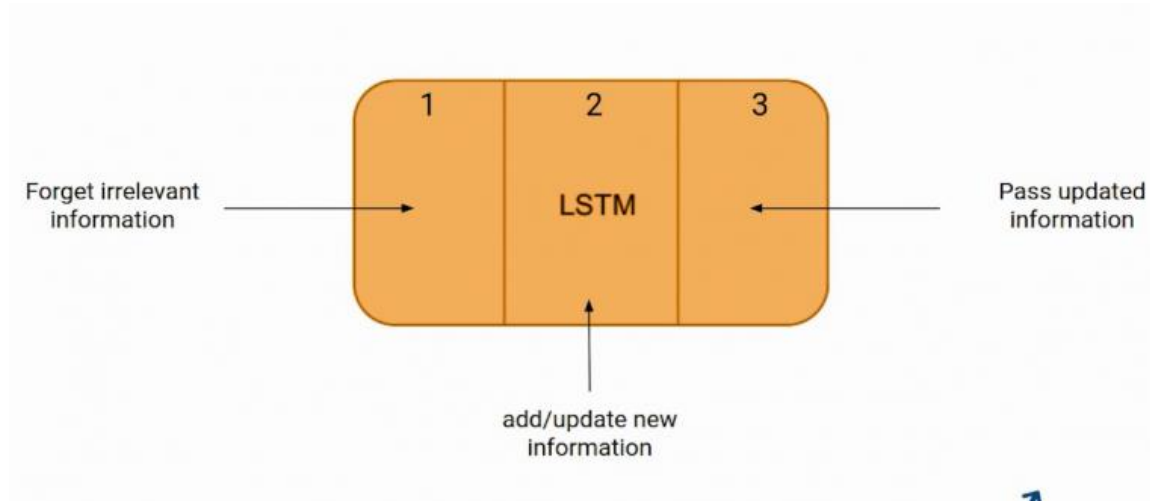 1
2
3
Forget irrelevant
information
LSTM
Pass updated
information
add/update new
information